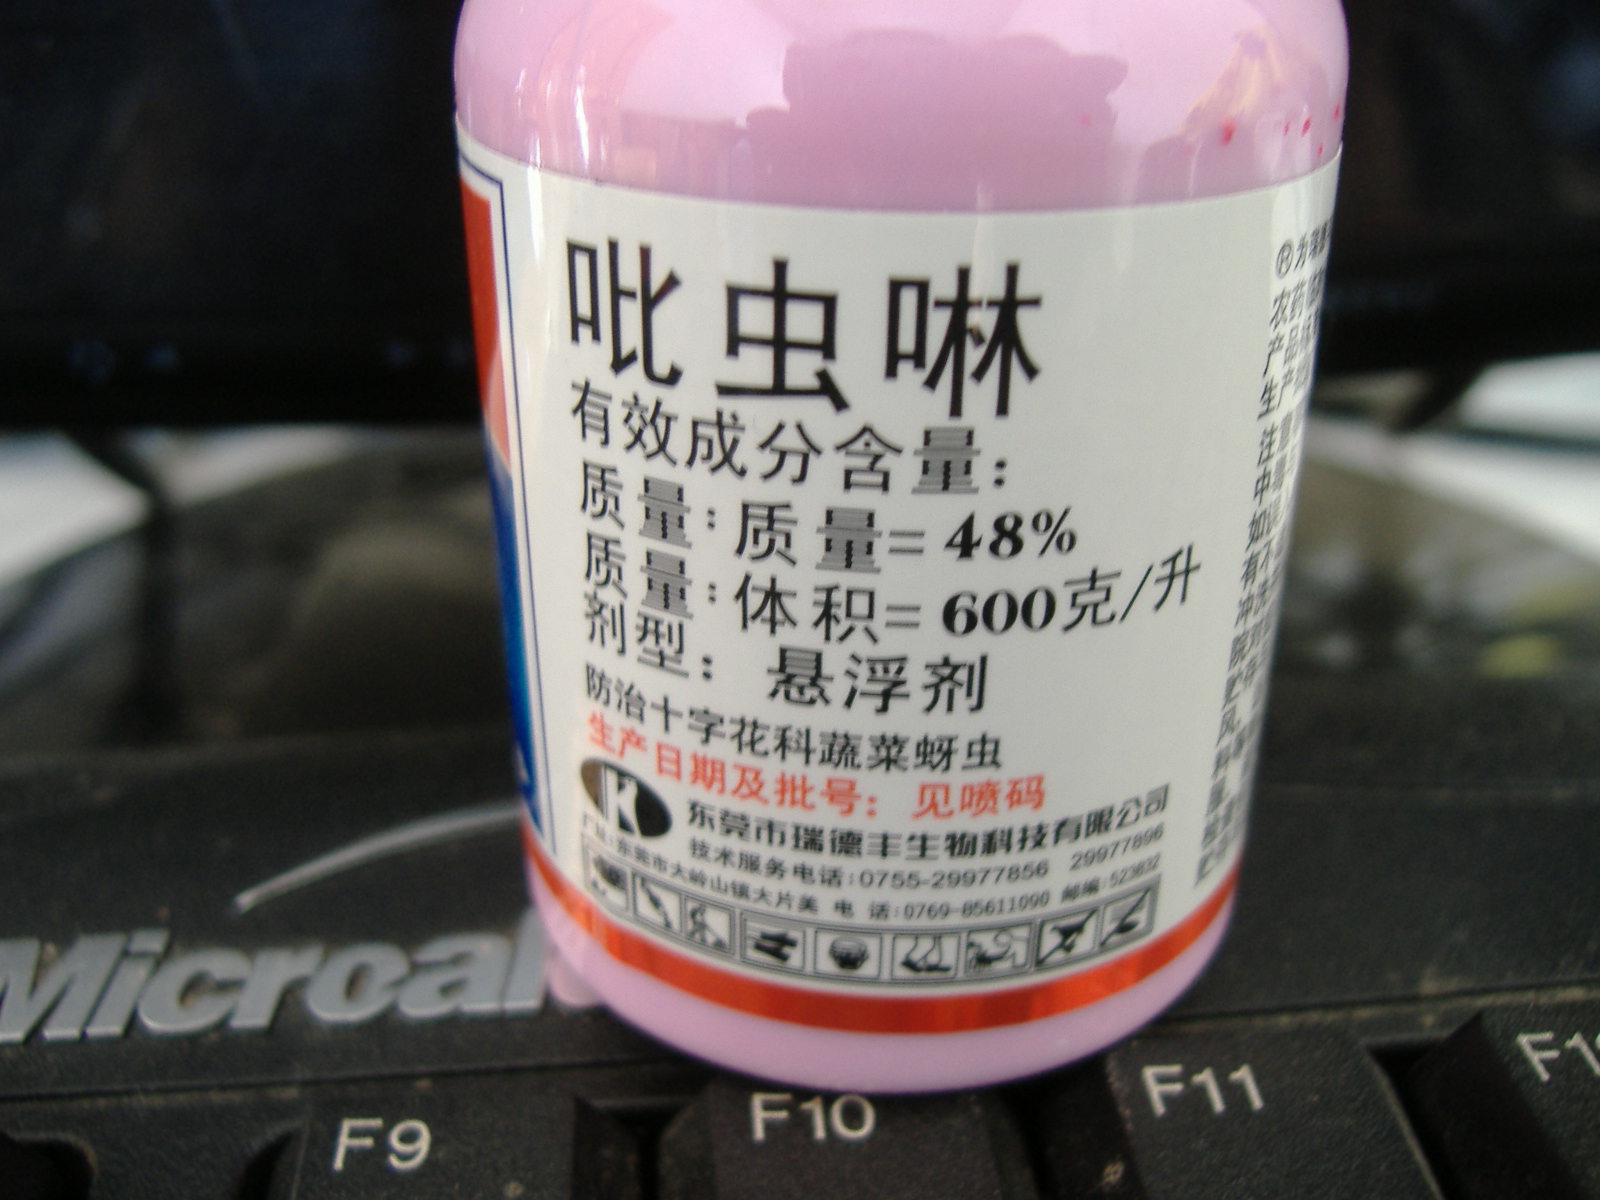 吡虫啉
有效成分含量:
质量:质量=48%
质量:体积=600克/升
剂型: 悬浮剂
防治十字花科蔬菜蚜虫
生产日期及批号: 见喷码
K
东莞市瑞德丰生物科技有限公司
技术服务电话:0755-29977856 29977896
厂址:东莞市大岭山镇大片美 电 话:0769-85611090 邮编:523832
Microal
F9
F10
F11